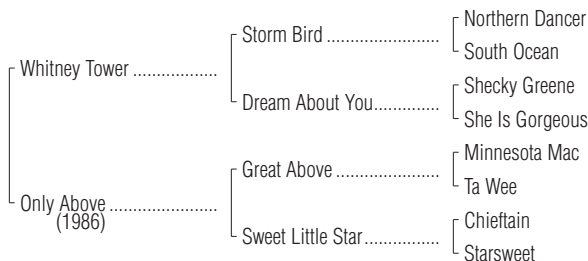 Northern Dancer
Storm Bird ......................
South Ocean
Whitney Tower .................
Shecky Greene
Dream About You.............
She Is Gorgeous
Minnesota Mac
Great Above .....................
Ta Wee
Only Above ......................
(1986)
Chieftain
Sweet Little Star...............
Starsweet